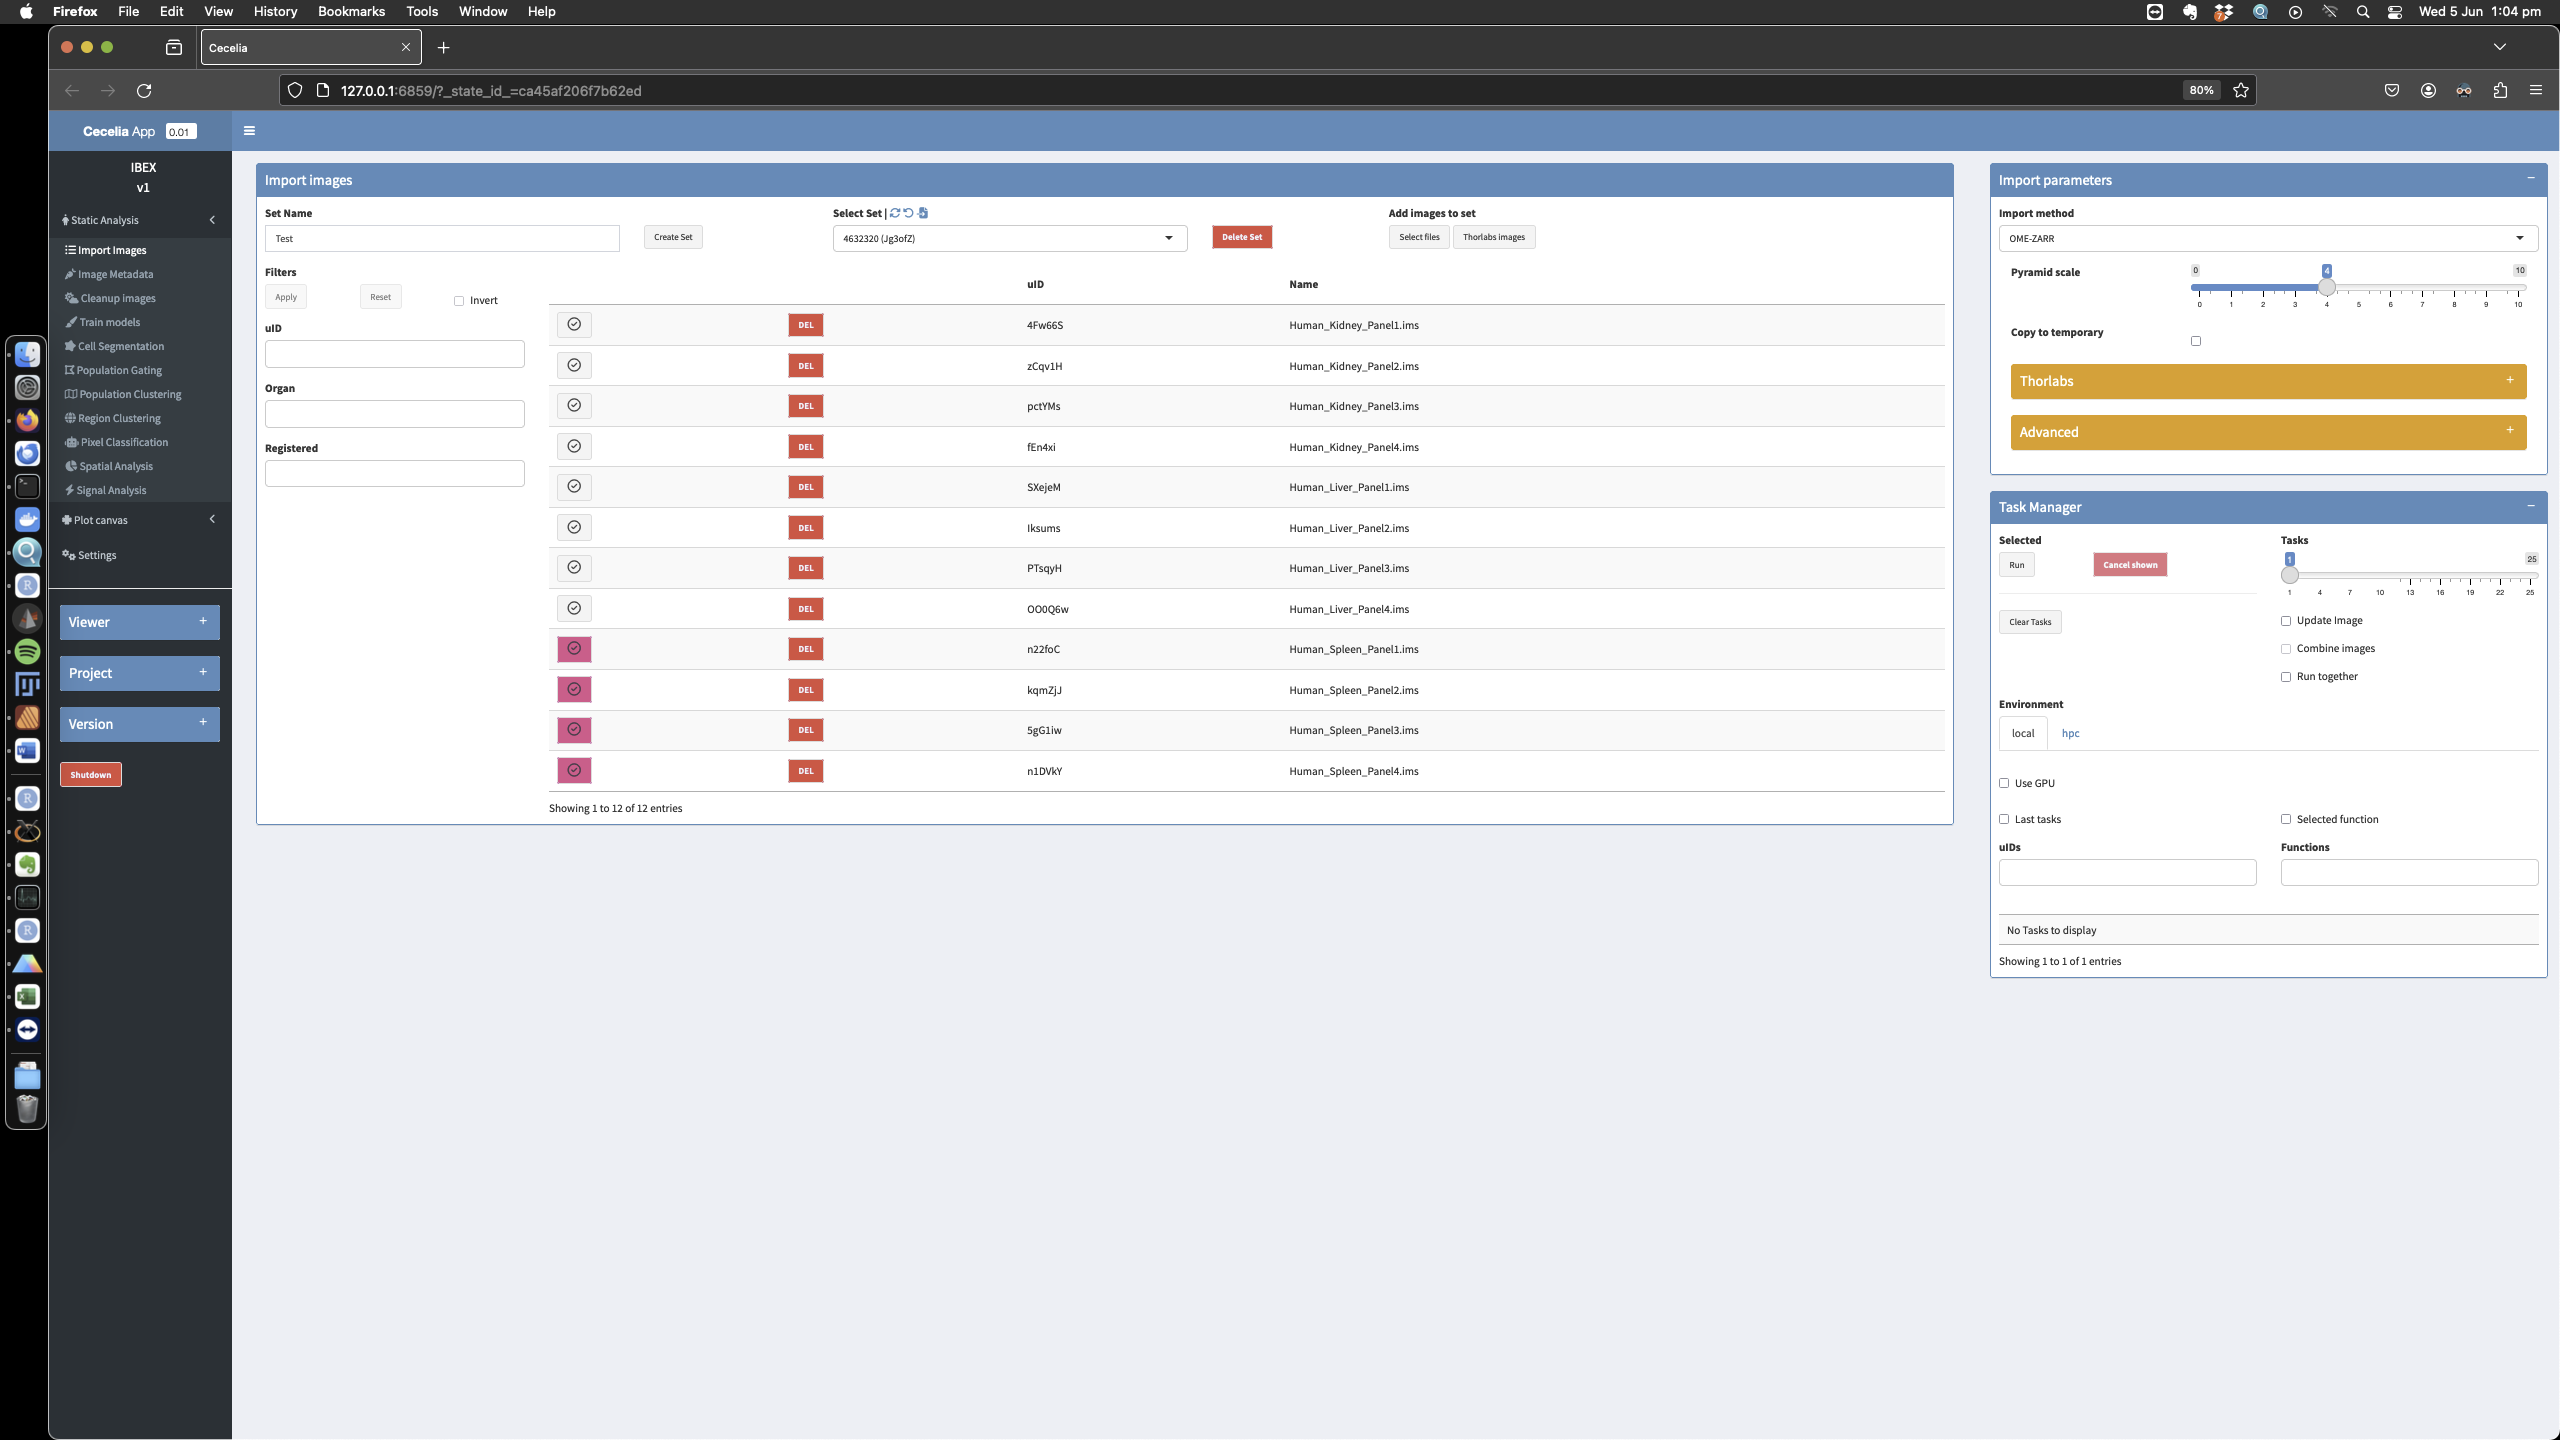 Firefox File Edit View History Bookmarks Tools Window Help
7
Wed 5 Jun 1:04 pm
Cecelia
127.0.0.1:6859/?_state_id_=ca45af206f7b62ed
80%
Cecelia App 0.01
IBEX
v1
Static Analysis
Import Images
Image Metadata
Cleanup images
Train models
Cell Segmentation
Population Gating
Population Clustering
Region Clustering
Pixel Classification
Spatial Analysis
Signal Analysis
Plot canvas
Settings
Viewer +
Project +
Version +
Shutdown
Import images
Set Name
Test
Create Set
Select Set |
4632320 (Jg3ofZ)
Delete Set
Add images to set
Select files Thorlabs images
Filters
Apply Reset Invert
uID
Organ
Registered
uID Name
DEL 4Fw66S Human_Kidney_Panel1.ims
DEL zCqv1H Human_Kidney_Panel2.ims
DEL pctYMs Human_Kidney_Panel3.ims
DEL fEn4xi Human_Kidney_Panel4.ims
DEL SXejeM Human_Liver_Panel1.ims
DEL Iksums Human_Liver_Panel2.ims
DEL PTsqyH Human_Liver_Panel3.ims
DEL OO0Q6w Human_Liver_Panel4.ims
DEL n22foC Human_Spleen_Panel1.ims
DEL kqmZjJ Human_Spleen_Panel2.ims
DEL 5gG1iw Human_Spleen_Panel3.ims
DEL n1DVkY Human_Spleen_Panel4.ims
Showing 1 to 12 of 12 entries
Import parameters
Import method
OME-ZARR
Pyramid scale
0 4 10
0 1 2 3 4 5 6 7 8 9 10
Copy to temporary
Thorlabs +
Advanced +
Task Manager
Selected
Run Cancel shown
Clear Tasks
Tasks
1 25
1 4 7 10 13 16 19 22 25
Update Image
Combine images
Run together
Environment
local hpc
Use GPU
Last tasks Selected function
uIDs Functions
No Tasks to display
Showing 1 to 1 of 1 entries